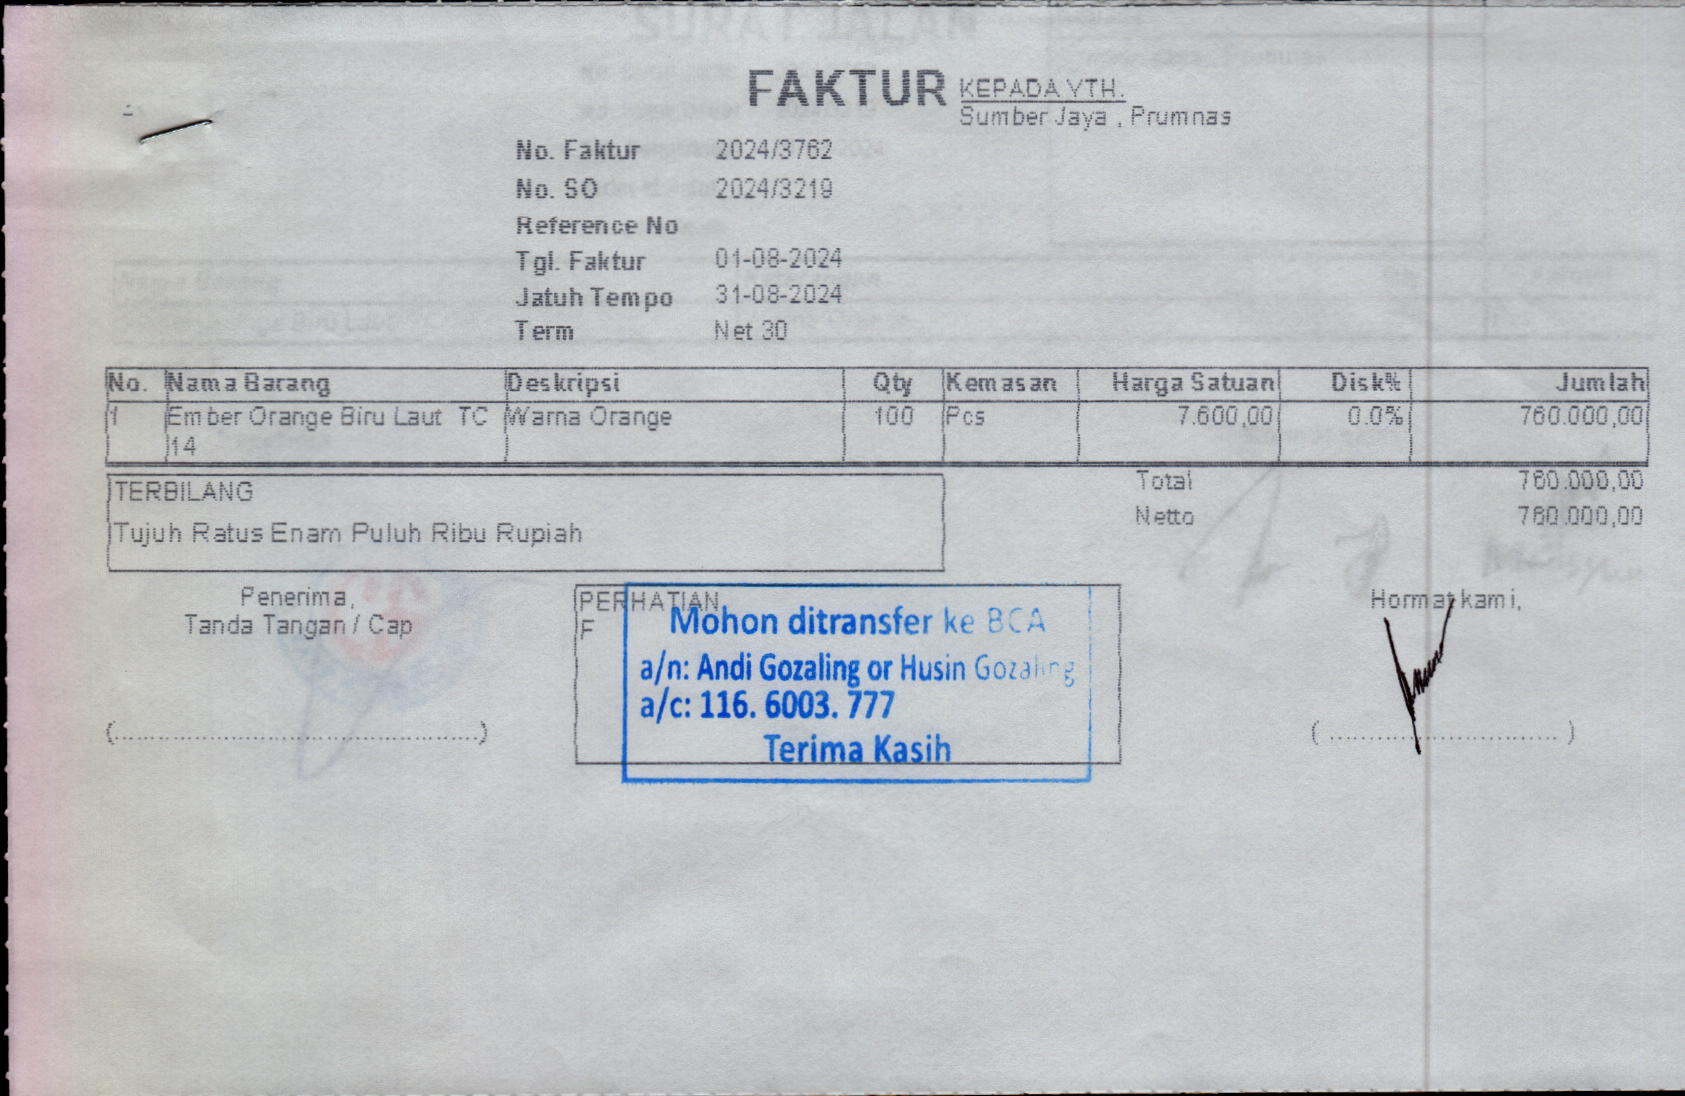 FAKTUR
KEPADA YTH.
Sumber Jaya , Prumnas
No. Faktur 2024/3762
No. SO 2024/3219
Reference No
Tgl. Faktur 01-08-2024
Jatuh Tempo 31-08-2024
Term Net 30
No. Nama Barang Deskripsi Qty Kemasan Harga Satuan Disk% Jumlah
1 Ember Orange Biru Laut TC Warna Orange 100 Pcs 7.600,00 0.0% 760.000,00
14
TERBILANG
Tujuh Ratus Enam Puluh Ribu Rupiah
Total 760.000,00
Netto 760.000,00
Penerima,
Tanda Tangan / Cap
PERHATIAN
F
Mohon ditransfer ke BCA
a/n: Andi Gozaling or Husin Gozaling
a/c: 116. 6003. 777
Terima Kasih
Hormat kami,
(....................................................)
( ................................ )